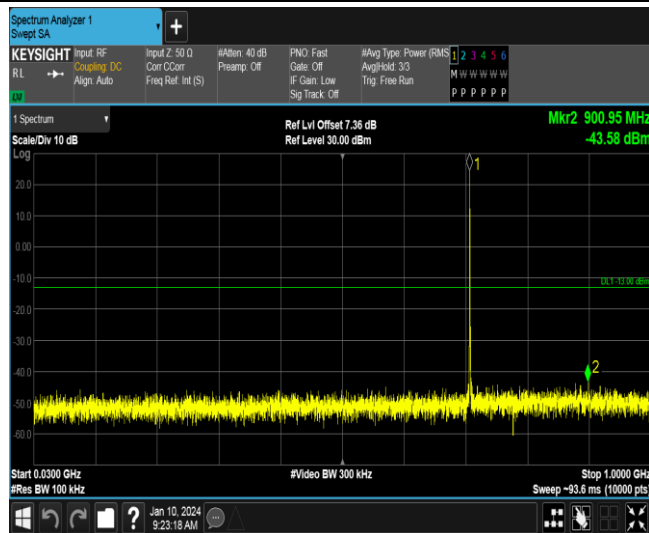 Spectrum Analyzer 1
Swept SA
+
KEYSIGHT
RL
Input: RF
Coupling: DC
Align: Auto
Input Z: 50 Ω
Corr CCorr
Freq Ref: Int (S)
#Atten: 40 dB
Preamp: Off
PNO: Fast
Gate: Off
IF Gain: Low
Sig Track: Off
#Avg Type: Power (RMS
Avg|Hold: 3/3
Trig: Free Run
1 2 3 4 5 6
M W W W W W
P P P P P P
1 Spectrum
Scale/Div 10 dB
Ref Lvl Offset 7.36 dB
Ref Level 30.00 dBm
Mkr2 900.95 MHz
-43.58 dBm
Log
1
20.0
10.0
0.00
-10.0
DL1 -13.00 dBm
-20.0
-30.0
-40.0
2
-50.0
-60.0
Start 0.0300 GHz
#Res BW 100 kHz
#Video BW 300 kHz
Stop 1.0000 GHz
Sweep ~93.6 ms (10000 pts)
?
Jan 10, 2024
9:23:18 AM